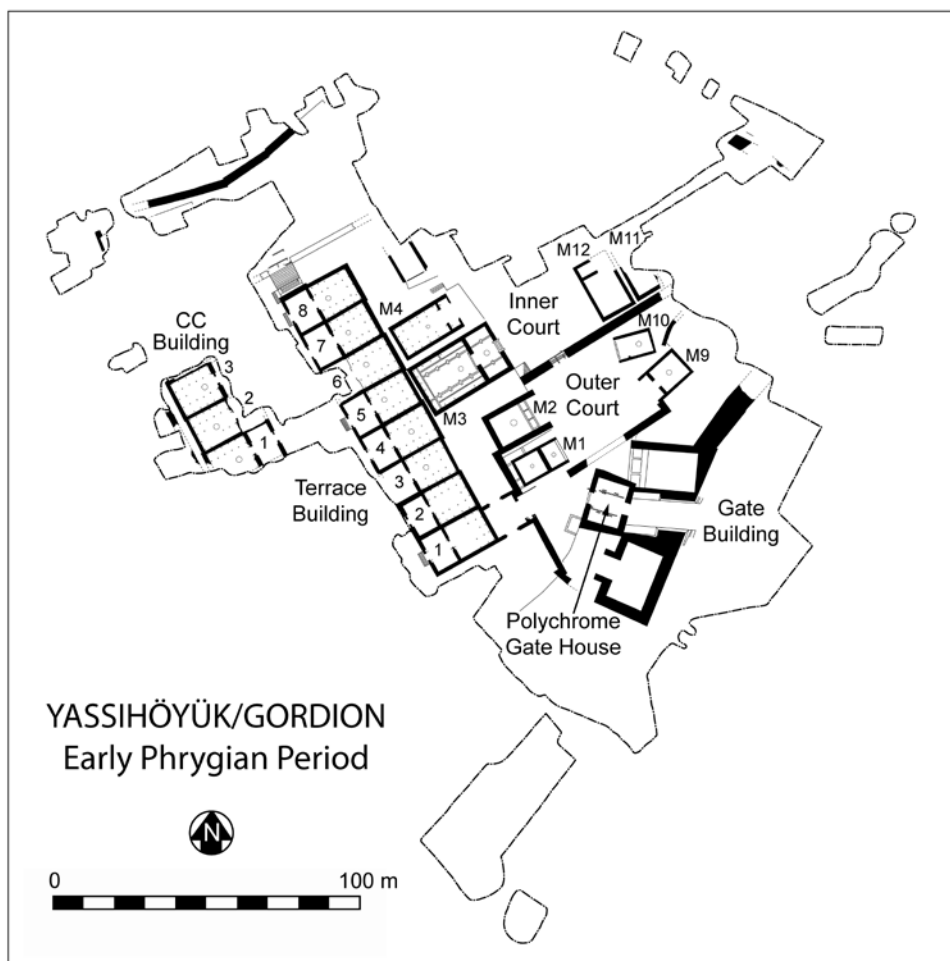 M12
M11
Inner
Court
M4
8
7
6
5
4
3
2
1
CC
Building
3
2
1
M10
M9
Outer
Court
M3
M2
M1
Terrace
Building
Gate
Building
Polychrome
Gate House
YASSIHÖYÜK/GORDION
Early Phrygian Period
N
0 100 m